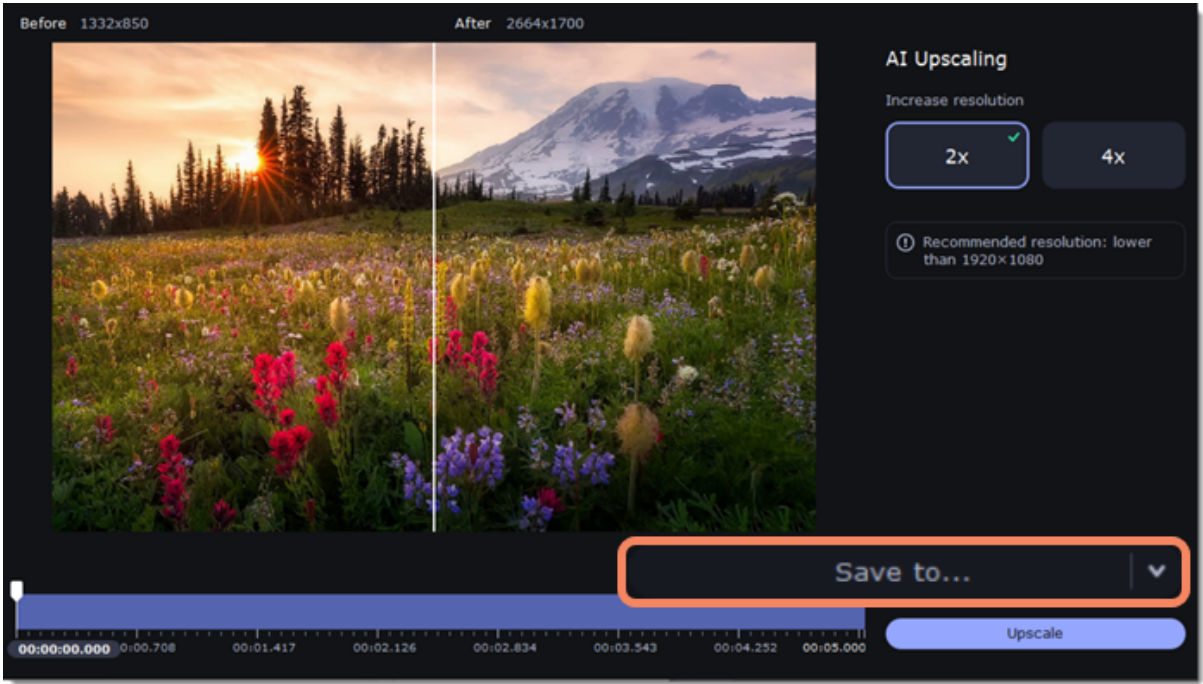 Before 1332x850
After 2664x1700
AI Upscaling
Increase resolution
2x
4x
Recommended resolution: lower
than 1920×1080
Save to...
Upscale
00:00:00.000 0:00.708 00:01.417 00:02.126 00:02.834 00:03.543 00:04.252 00:05.000